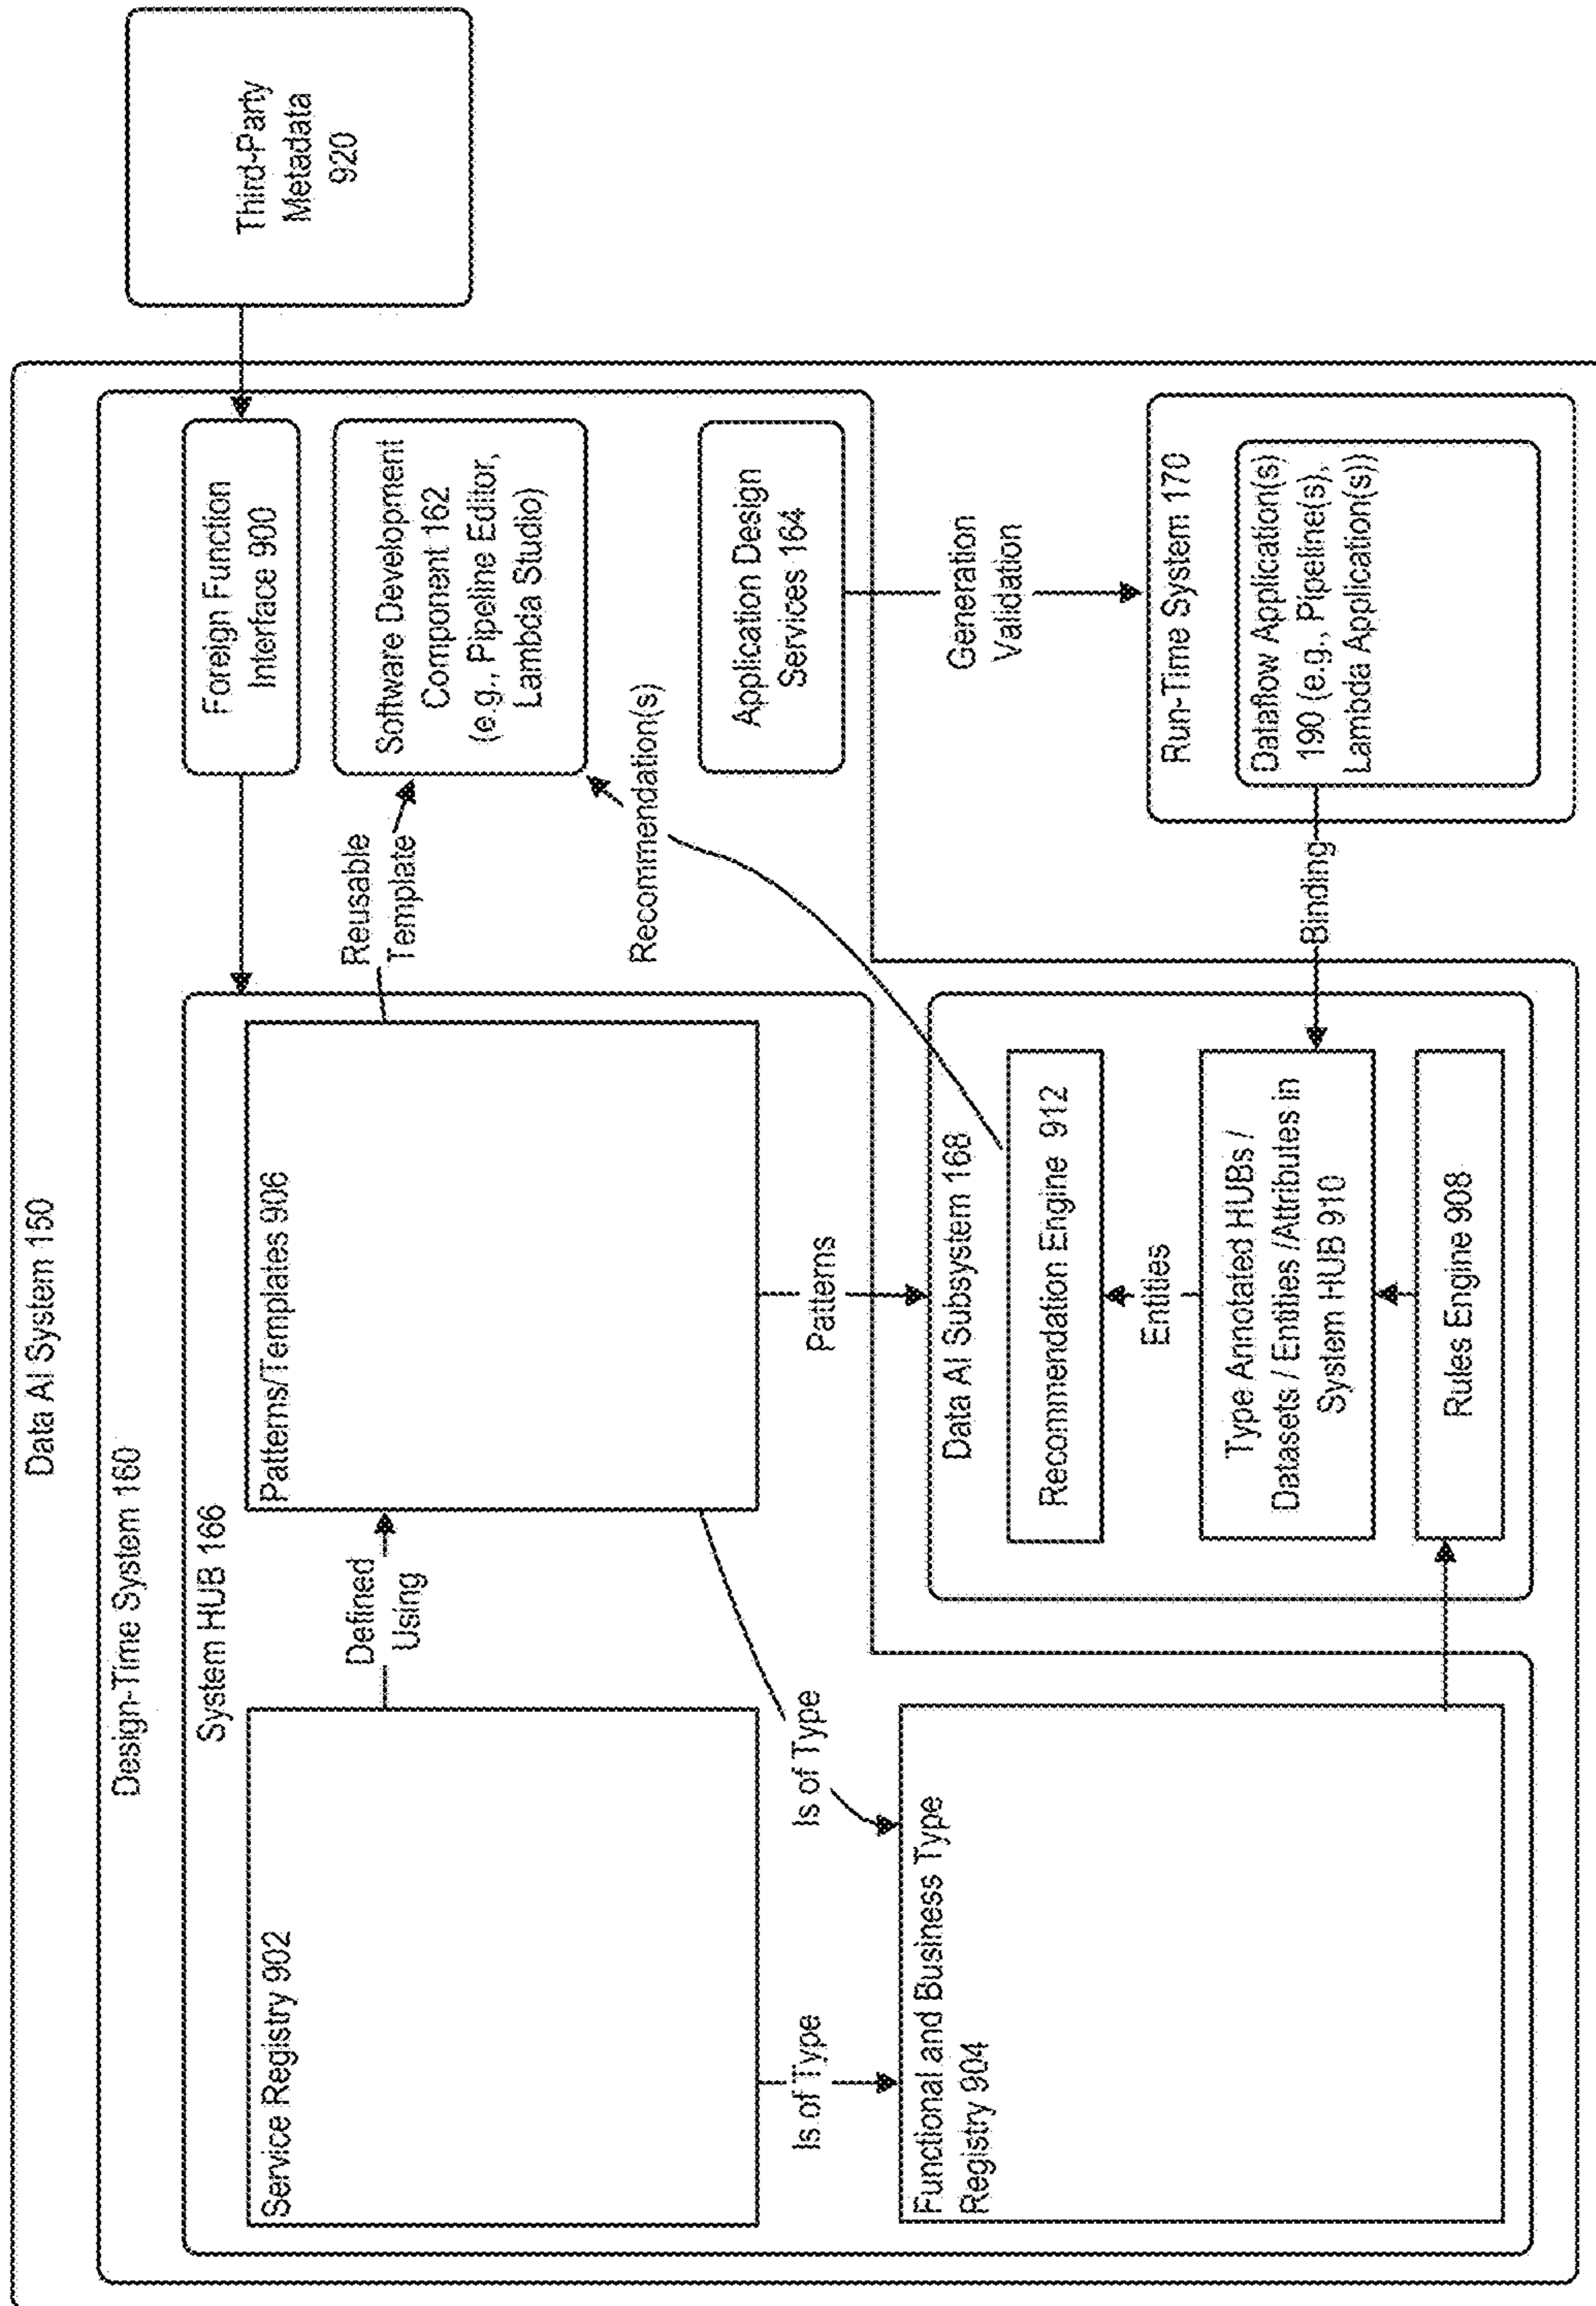 Data AI System 150
Design-Time System 160
System HUB 166
Service Registry 902
Defined
Using
Patterns/Templates 906
Reusable
Template
Foreign Function
Interface 900
Third-Party
Metadata
920
Software Development
Component 162
(e.g., Pipeline Editor,
Lambda Studio)
Recommendation(s)
Application Design
Services 164
Is of Type
Is of Type
Patterns
Functional and Business Type
Registry 904
Data AI Subsystem 168
Recommendation Engine 912
Entities
Type Annotated HUBs /
Datasets / Entities /Attributes in
System HUB 910
Rules Engine 908
Generation
Validation
Binding
Run-Time System 170
Dataflow Application(s)
190 (e.g., Pipeline(s),
Lambda Application(s))